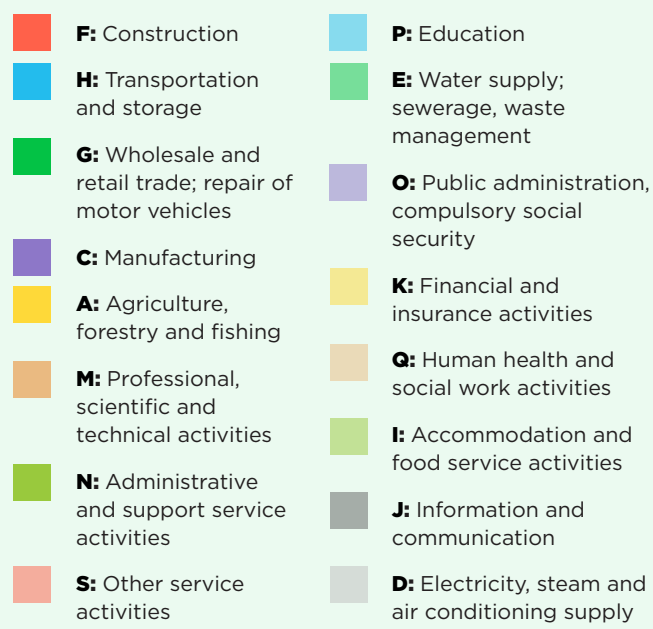 F: Construction
H: Transportation
and storage
G: Wholesale and
retail trade; repair of
motor vehicles
C: Manufacturing
A: Agriculture,
forestry and fishing
M: Professional,
scientific and
technical activities
N: Administrative
and support service
activities
S: Other service
activities
P: Education
E: Water supply;
sewerage, waste
management
O: Public administration,
compulsory social
security
K: Financial and
insurance activities
Q: Human health and
social work activities
I: Accommodation and
food service activities
J: Information and
communication
D: Electricity, steam and
air conditioning supply